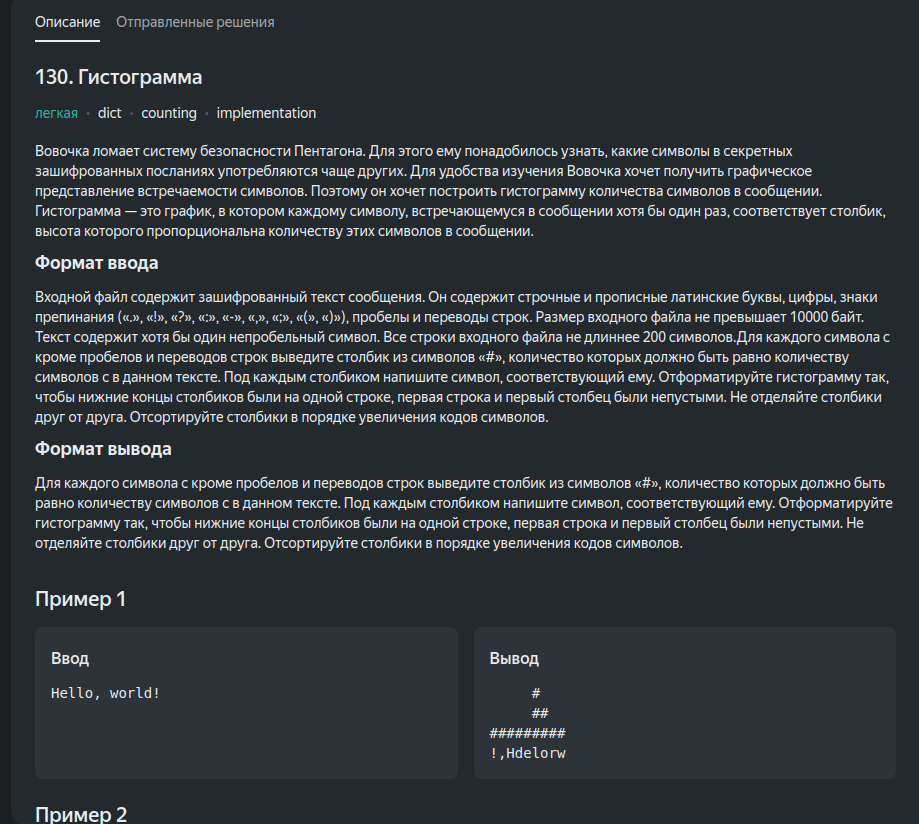 Описание Отправленные решения
130. Гистограмма
легкая · dict · counting · implementation
Вовочка ломает систему безопасности Пентагона. Для этого ему понадобилось узнать, какие символы в секретных
зашифрованных посланиях употребляются чаще других. Для удобства изучения Вовочка хочет получить графическое
представление встречаемости символов. Поэтому он хочет построить гистограмму количества символов в сообщении.
Гистограмма — это график, в котором каждому символу, встречающемуся в сообщении хотя бы один раз, соответствует столбик,
высота которого пропорциональна количеству этих символов в сообщении.
Формат ввода
Входной файл содержит зашифрованный текст сообщения. Он содержит строчные и прописные латинские буквы, цифры, знаки
препинания («.», «!», «?», «:», «-», «,», «;», «(», «)»), пробелы и переводы строк. Размер входного файла не превышает 10000 байт.
Текст содержит хотя бы один непробельный символ. Все строки входного файла не длиннее 200 символов.Для каждого символа c
кроме пробелов и переводов строк выведите столбик из символов «#», количество которых должно быть равно количеству
символов c в данном тексте. Под каждым столбиком напишите символ, соответствующий ему. Отформатируйте гистограмму так,
чтобы нижние концы столбиков были на одной строке, первая строка и первый столбец были непустыми. Не отделяйте столбики
друг от друга. Отсортируйте столбики в порядке увеличения кодов символов.
Формат вывода
Для каждого символа c кроме пробелов и переводов строк выведите столбик из символов «#», количество которых должно быть
равно количеству символов c в данном тексте. Под каждым столбиком напишите символ, соответствующий ему. Отформатируйте
гистограмму так, чтобы нижние концы столбиков были на одной строке, первая строка и первый столбец были непустыми. Не
отделяйте столбики друг от друга. Отсортируйте столбики в порядке увеличения кодов символов.
Пример 1
Ввод
Hello, world!
Вывод
     #
     ##
#########
!,Hdelorw
Пример 2